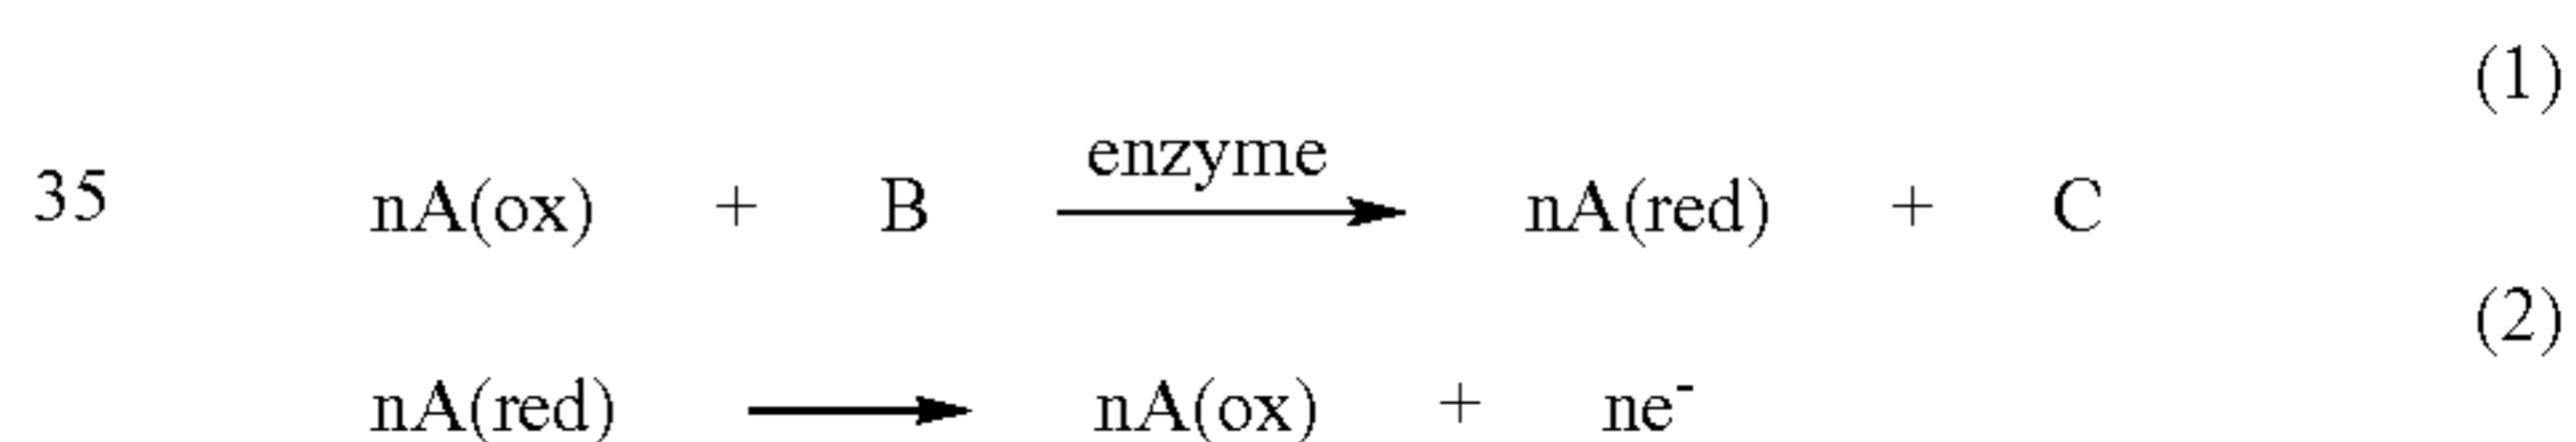 (1)
enzyme
35 nA(ox) + B ⟶ nA(red) + C
(2)
nA(red) ⟶ nA(ox) + ne⁻